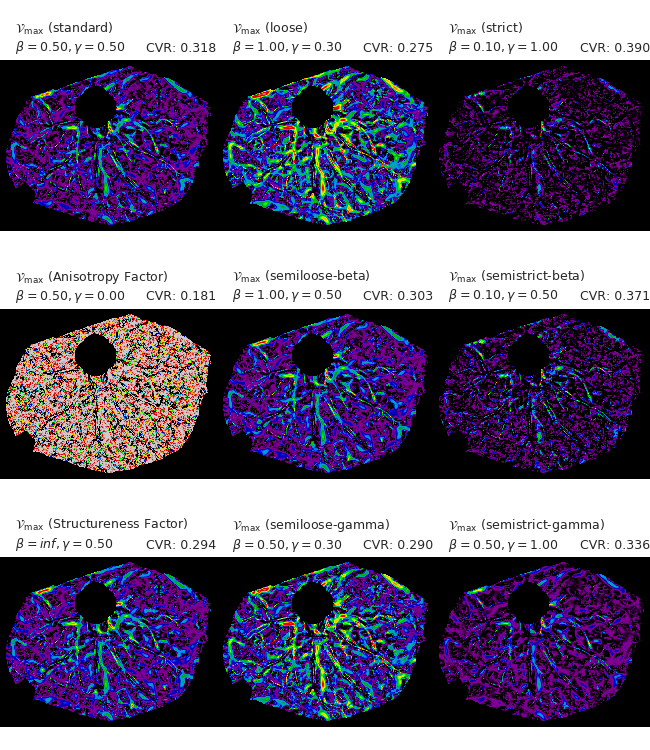 𝒱max (standard)
β = 0.50, γ = 0.50 CVR: 0.318
𝒱max (loose)
β = 1.00, γ = 0.30 CVR: 0.275
𝒱max (strict)
β = 0.10, γ = 1.00 CVR: 0.390
𝒱max (Anisotropy Factor)
β = 0.50, γ = 0.00 CVR: 0.181
𝒱max (semiloose-beta)
β = 1.00, γ = 0.50 CVR: 0.303
𝒱max (semistrict-beta)
β = 0.10, γ = 0.50 CVR: 0.371
𝒱max (Structureness Factor)
β = inf, γ = 0.50 CVR: 0.294
𝒱max (semiloose-gamma)
β = 0.50, γ = 0.30 CVR: 0.290
𝒱max (semistrict-gamma)
β = 0.50, γ = 1.00 CVR: 0.336